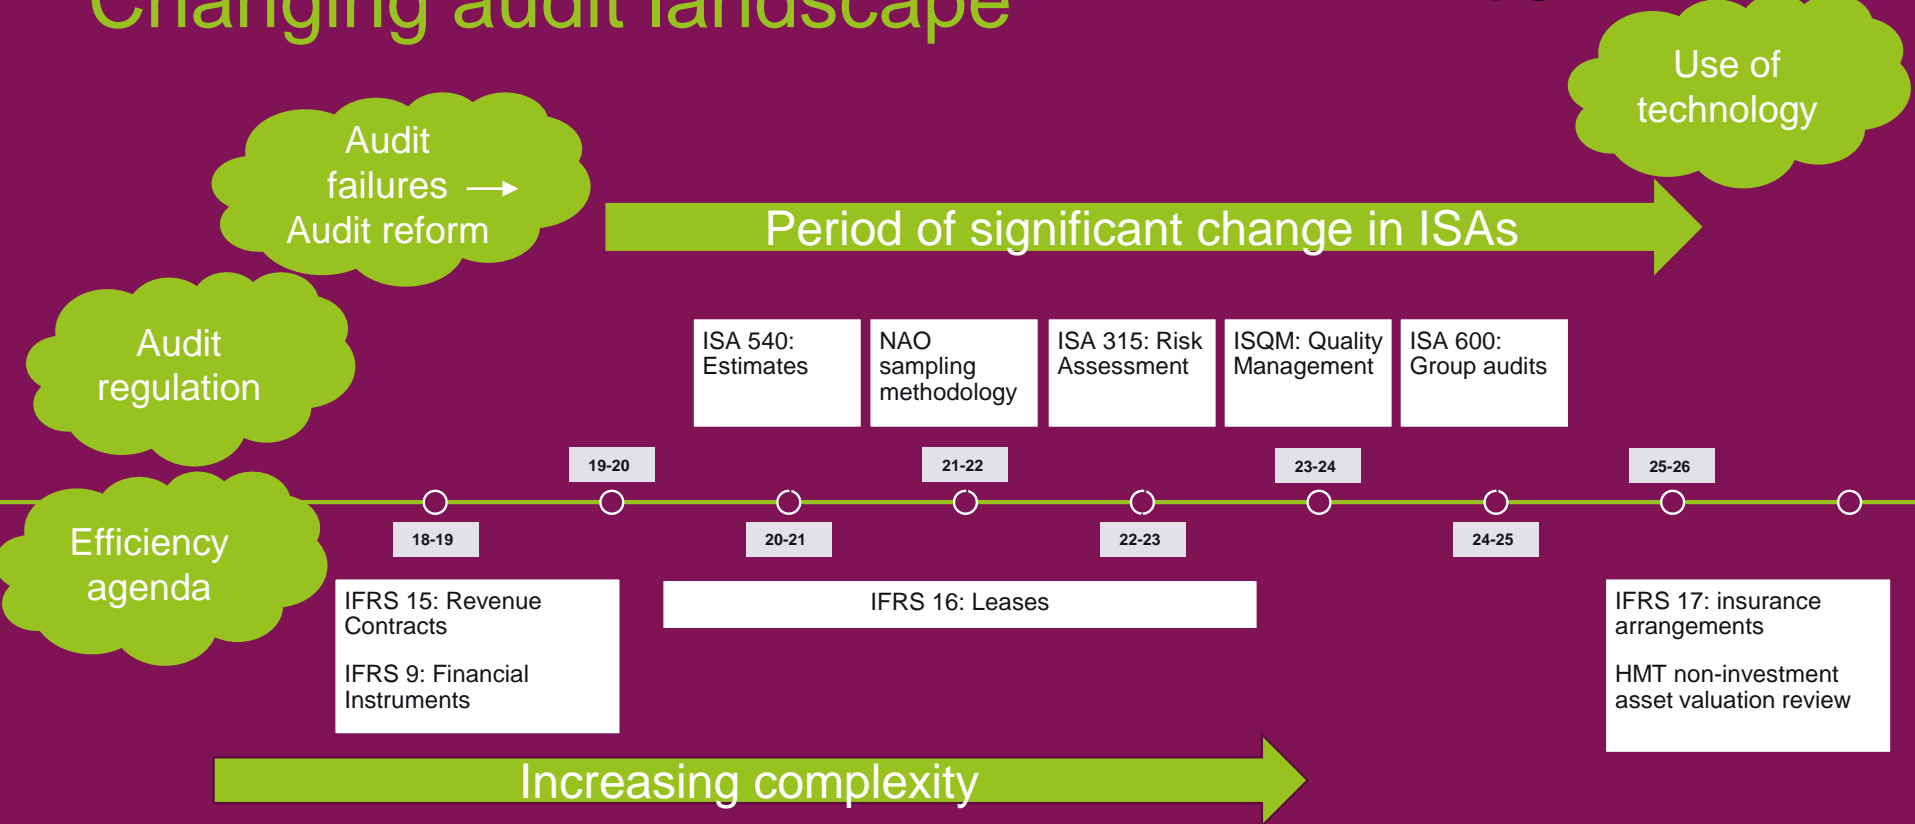 Changing audit landscape
Use of
technology
Audit
failures →
Audit reform
Period of significant change in ISAs
Audit
regulation
ISA 540:
Estimates
NAO
sampling
methodology
ISA 315: Risk
Assessment
ISQM: Quality
Management
ISA 600:
Group audits
19-20
21-22
23-24
25-26
18-19
20-21
22-23
24-25
Efficiency
agenda
IFRS 15: Revenue
Contracts
IFRS 9: Financial
Instruments
IFRS 16: Leases
IFRS 17: insurance
arrangements
HMT non-investment
asset valuation review
Increasing complexity